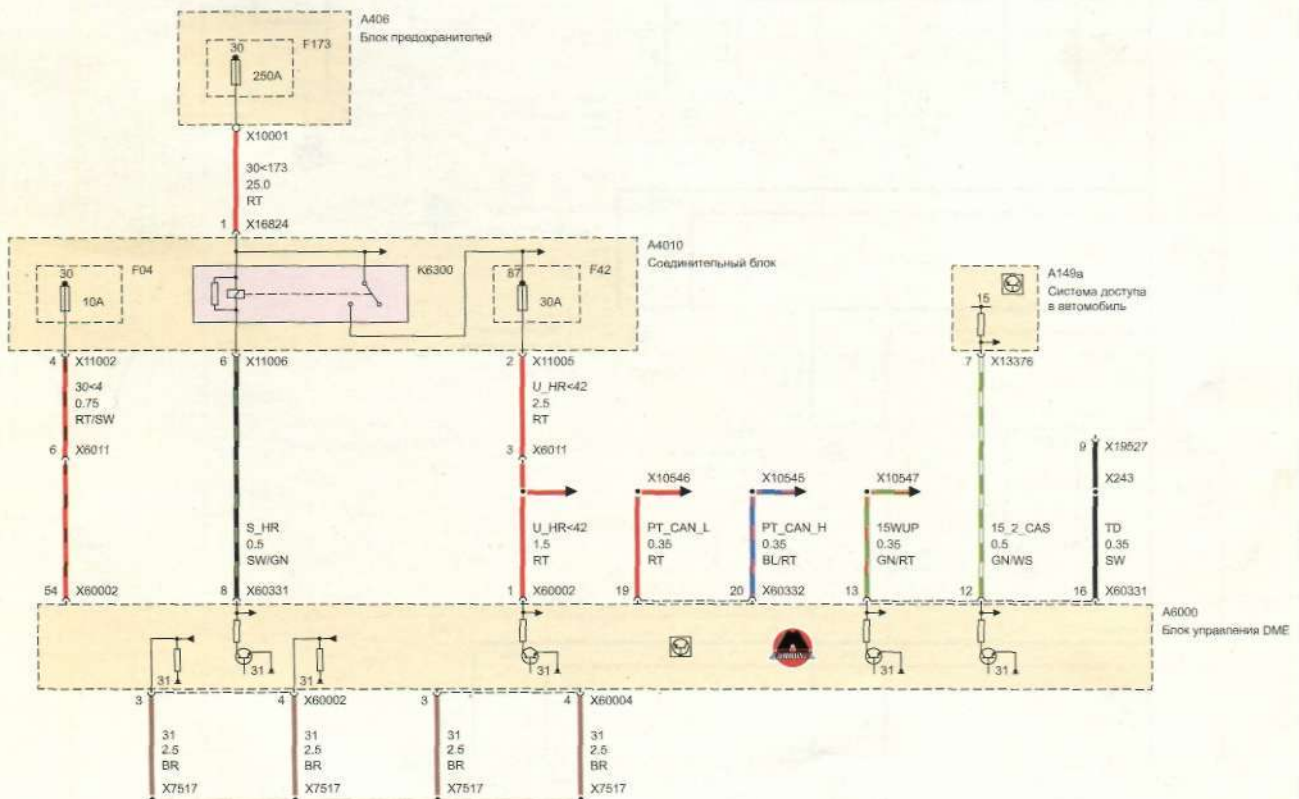 A406
Блок предохранителей
30
F173
250A
X10001
30<173
25.0
RT
1 X16824
A4010
Соединительный блок
30
F04
10A
K6300
87
F42
30A
A149a
Система доступа
в автомобиль
15
4 X11002
6 X11006
2 X11005
7 X13376
30<4
0.75
RT/SW
U_HR<42
2.5
RT
6 X6011
3 X6011
9 X19527
X10546
X10545
X10547
X243
S_HR
0.5
SW/GN
U_HR<42
1.5
RT
PT_CAN_L
0.35
RT
PT_CAN_H
0.35
BL/RT
15WUP
0.35
GN/RT
15_2_CAS
0.5
GN/WS
TD
0.35
SW
54 X60002
8 X60331
1 X60002
19
20 X60332
13
12
16 X60331
A6000
Блок управления DME
31
31
31
31
31
31
3
4 X60002
3
4 X60004
31
2.5
BR
X7517
31
2.5
BR
X7517
31
2.5
BR
X7517
31
2.5
BR
X7517